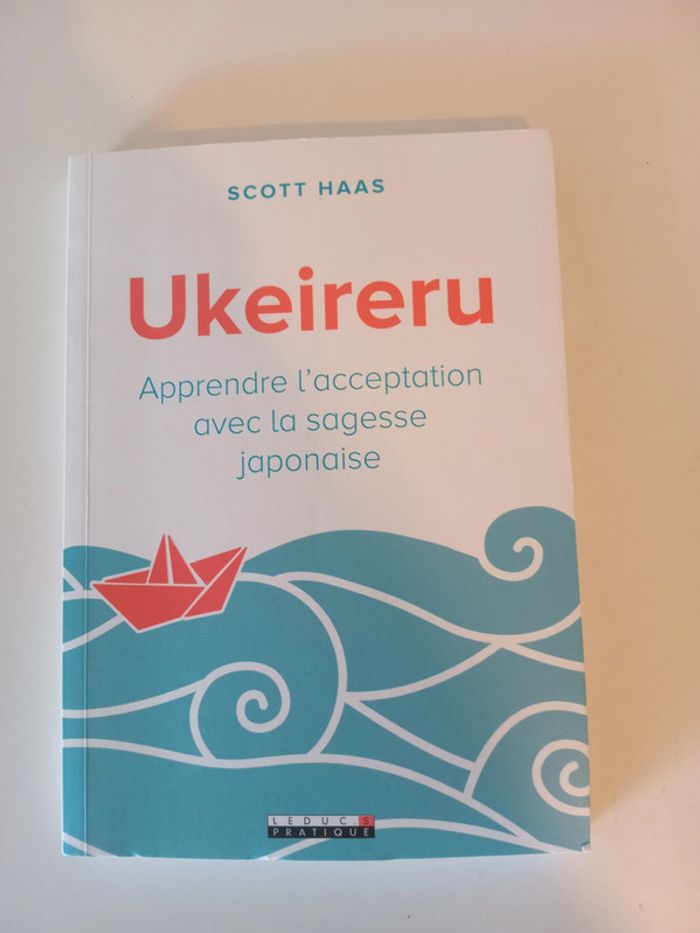 SCOTT HAAS
Ukeireru
Apprendre l'acceptation
avec la sagesse
japonaise
LEDUC.S
PRATIQUE